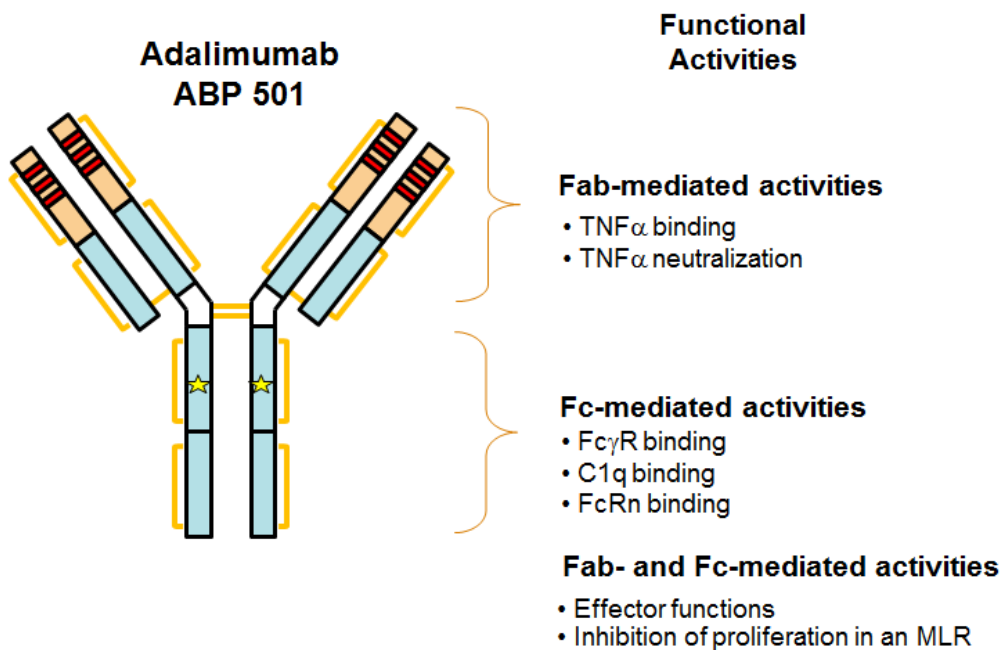 Adalimumab
ABP 501
Functional
Activities
Fab-mediated activities
• TNFα binding
• TNFα neutralization
Fc-mediated activities
• FcγR binding
• C1q binding
• FcRn binding
Fab- and Fc-mediated activities
• Effector functions
• Inhibition of proliferation in an MLR